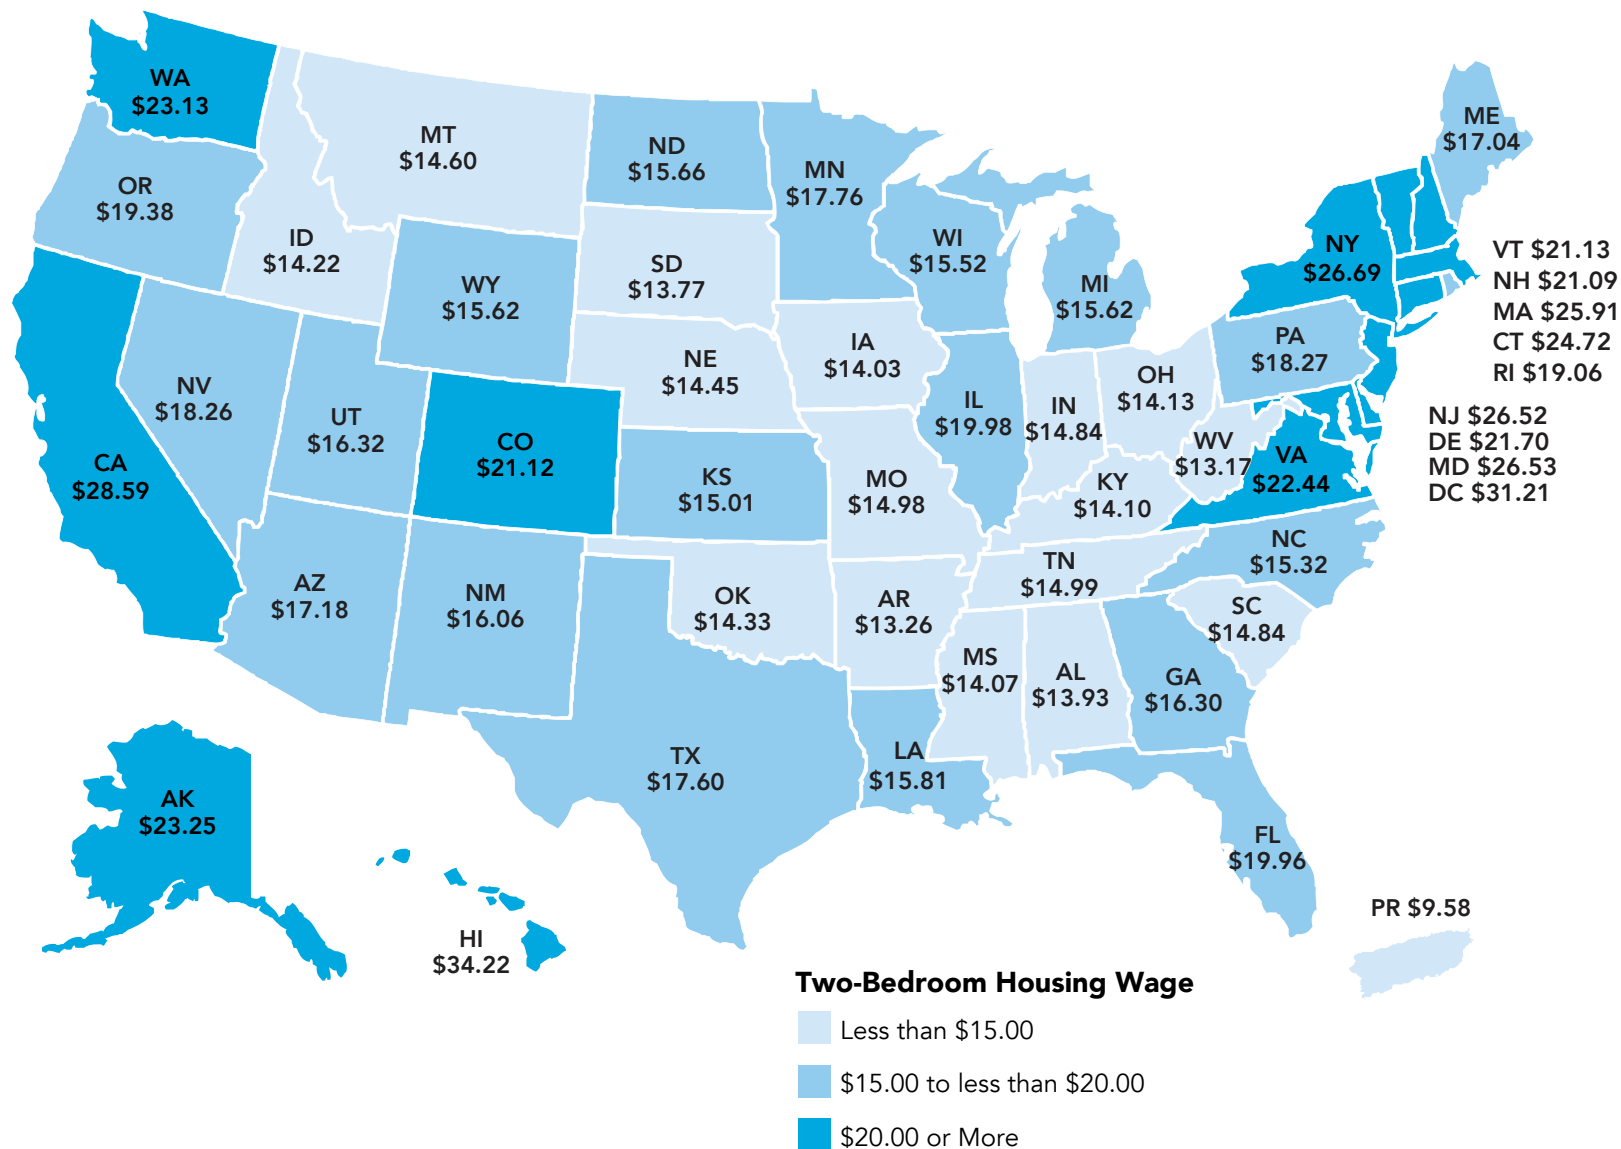 WA
$23.13
MT
$14.60
ND
$15.66
ME
$17.04
OR
$19.38
MN
$17.76
ID
$14.22
WI
$15.52
NY
$26.69
VT $21.13
NH $21.09
MA $25.91
CT $24.72
RI $19.06
SD
$13.77
WY
$15.62
MI
$15.62
PA
$18.27
NE
$14.45
IA
$14.03
OH
$14.13
NV
$18.26
UT
$16.32
CO
$21.12
IL
$19.98
IN
$14.84
WV
$13.17
VA
$22.44
NJ $26.52
DE $21.70
MD $26.53
DC $31.21
CA
$28.59
KS
$15.01
MO
$14.98
KY
$14.10
NC
$15.32
AZ
$17.18
NM
$16.06
OK
$14.33
AR
$13.26
TN
$14.99
SC
$14.84
MS
$14.07
AL
$13.93
GA
$16.30
TX
$17.60
LA
$15.81
AK
$23.25
FL
$19.96
HI
$34.22
PR $9.58
Two-Bedroom Housing Wage
Less than $15.00
$15.00 to less than $20.00
$20.00 or More